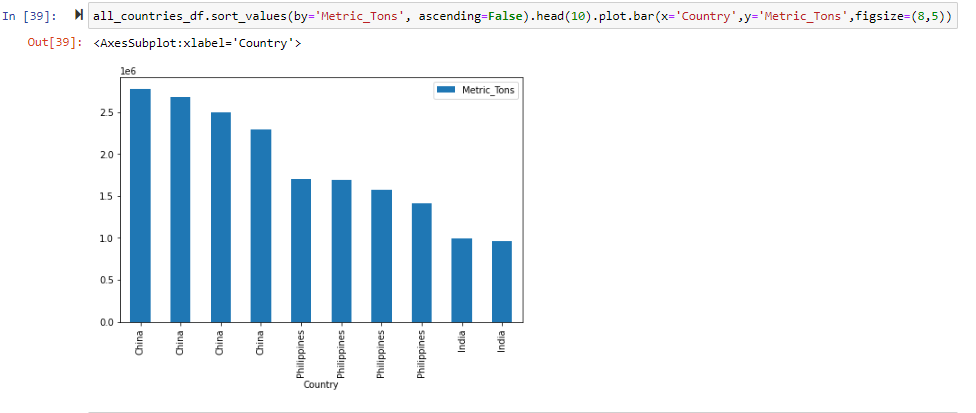 In [39]: all_countries_df.sort_values(by='Metric_Tons', ascending=False).head(10).plot.bar(x='Country',y='Metric_Tons',figsize=(8,5))
Out[39]: <AxesSubplot:xlabel='Country'>
1e6
Metric_Tons
2.5
2.0
1.5
1.0
0.5
0.0
China
China
China
China
Philippines
Philippines
Philippines
Philippines
India
India
Country